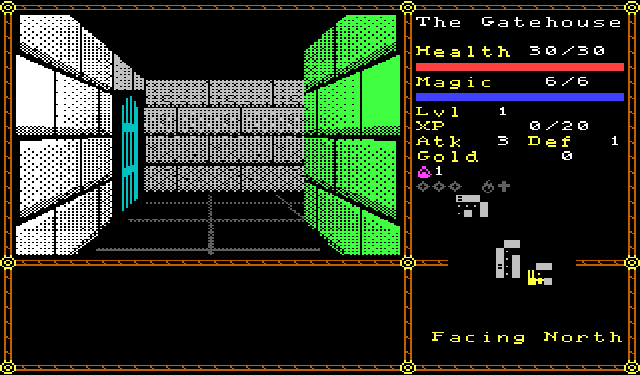 The Gatehouse
Health 30/30
Magic 6/6
Lvl 1
XP 0/20
Atk 3 Def 1
Gold 0
1
Facing North